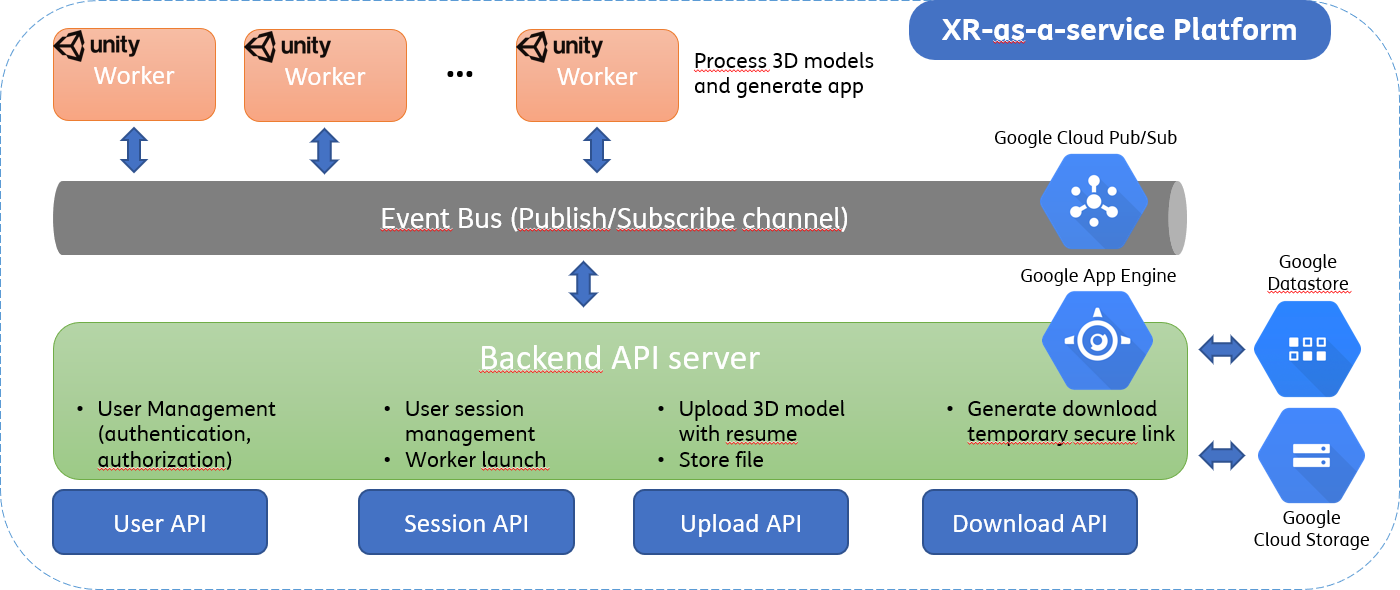 XR-as-a-service Platform
unity
Worker
unity
Worker
...
unity
Worker
Process 3D models
and generate app
Google Cloud Pub/Sub
Event Bus (Publish/Subscribe channel)
Google App Engine
Google
Datastore
Backend API server
• User Management
(authentication,
authorization)
• User session
management
• Worker launch
• Upload 3D model
with resume
• Store file
• Generate download
temporary secure link
User API
Session API
Upload API
Download API
Google
Cloud Storage